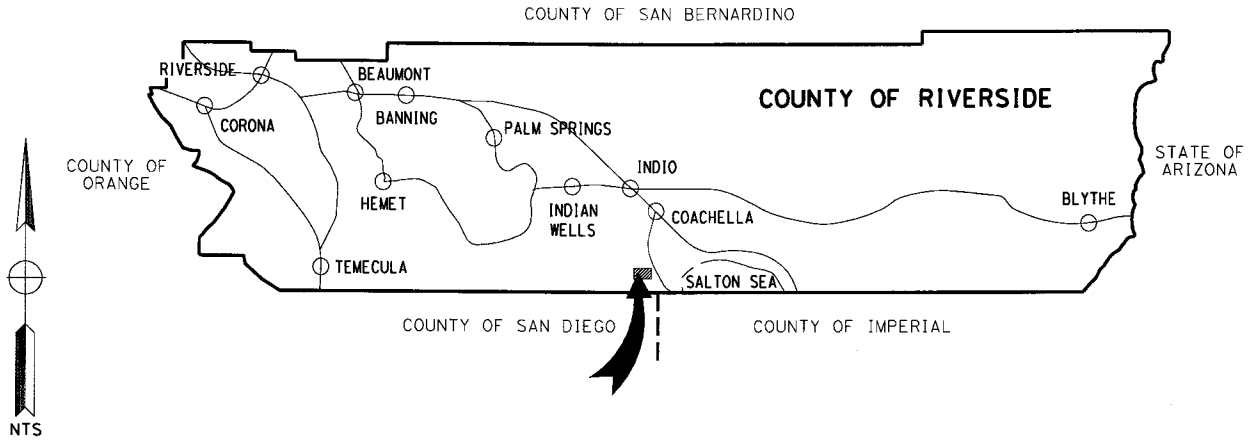 COUNTY OF SAN BERNARDINO
RIVERSIDE
BEAUMONT
COUNTY OF RIVERSIDE
CORONA
BANNING
PALM SPRINGS
COUNTY OF
ORANGE
STATE OF
ARIZONA
INDIO
HEMET
INDIAN
WELLS
COACHELLA
BLYTHE
TEMECULA
SALTON SEA
COUNTY OF SAN DIEGO
COUNTY OF IMPERIAL
NTS